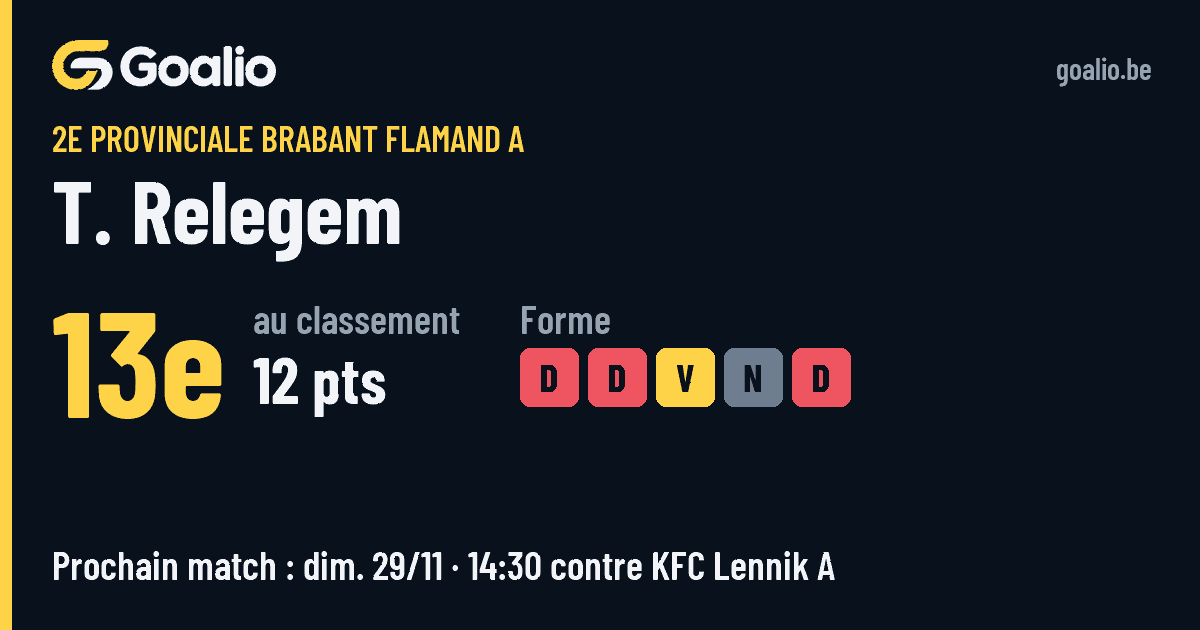 Goalio
goalio.be
2E PROVINCIALE BRABANT FLAMAND A
T. Relegem
13e
au classement
12 pts
Forme
D D V N D
Prochain match : dim. 29/11 · 14:30 contre KFC Lennik A